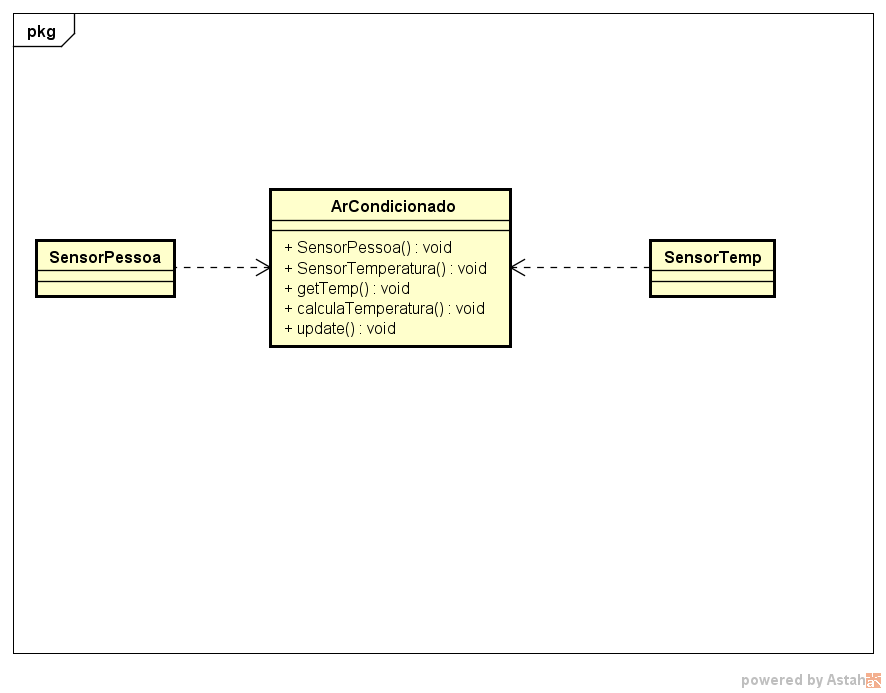 pkg
ArCondicionado
+ SensorPessoa() : void
+ SensorTemperatura() : void
+ getTemp() : void
+ calculaTemperatura() : void
+ update() : void
SensorPessoa
SensorTemp
powered by Astah